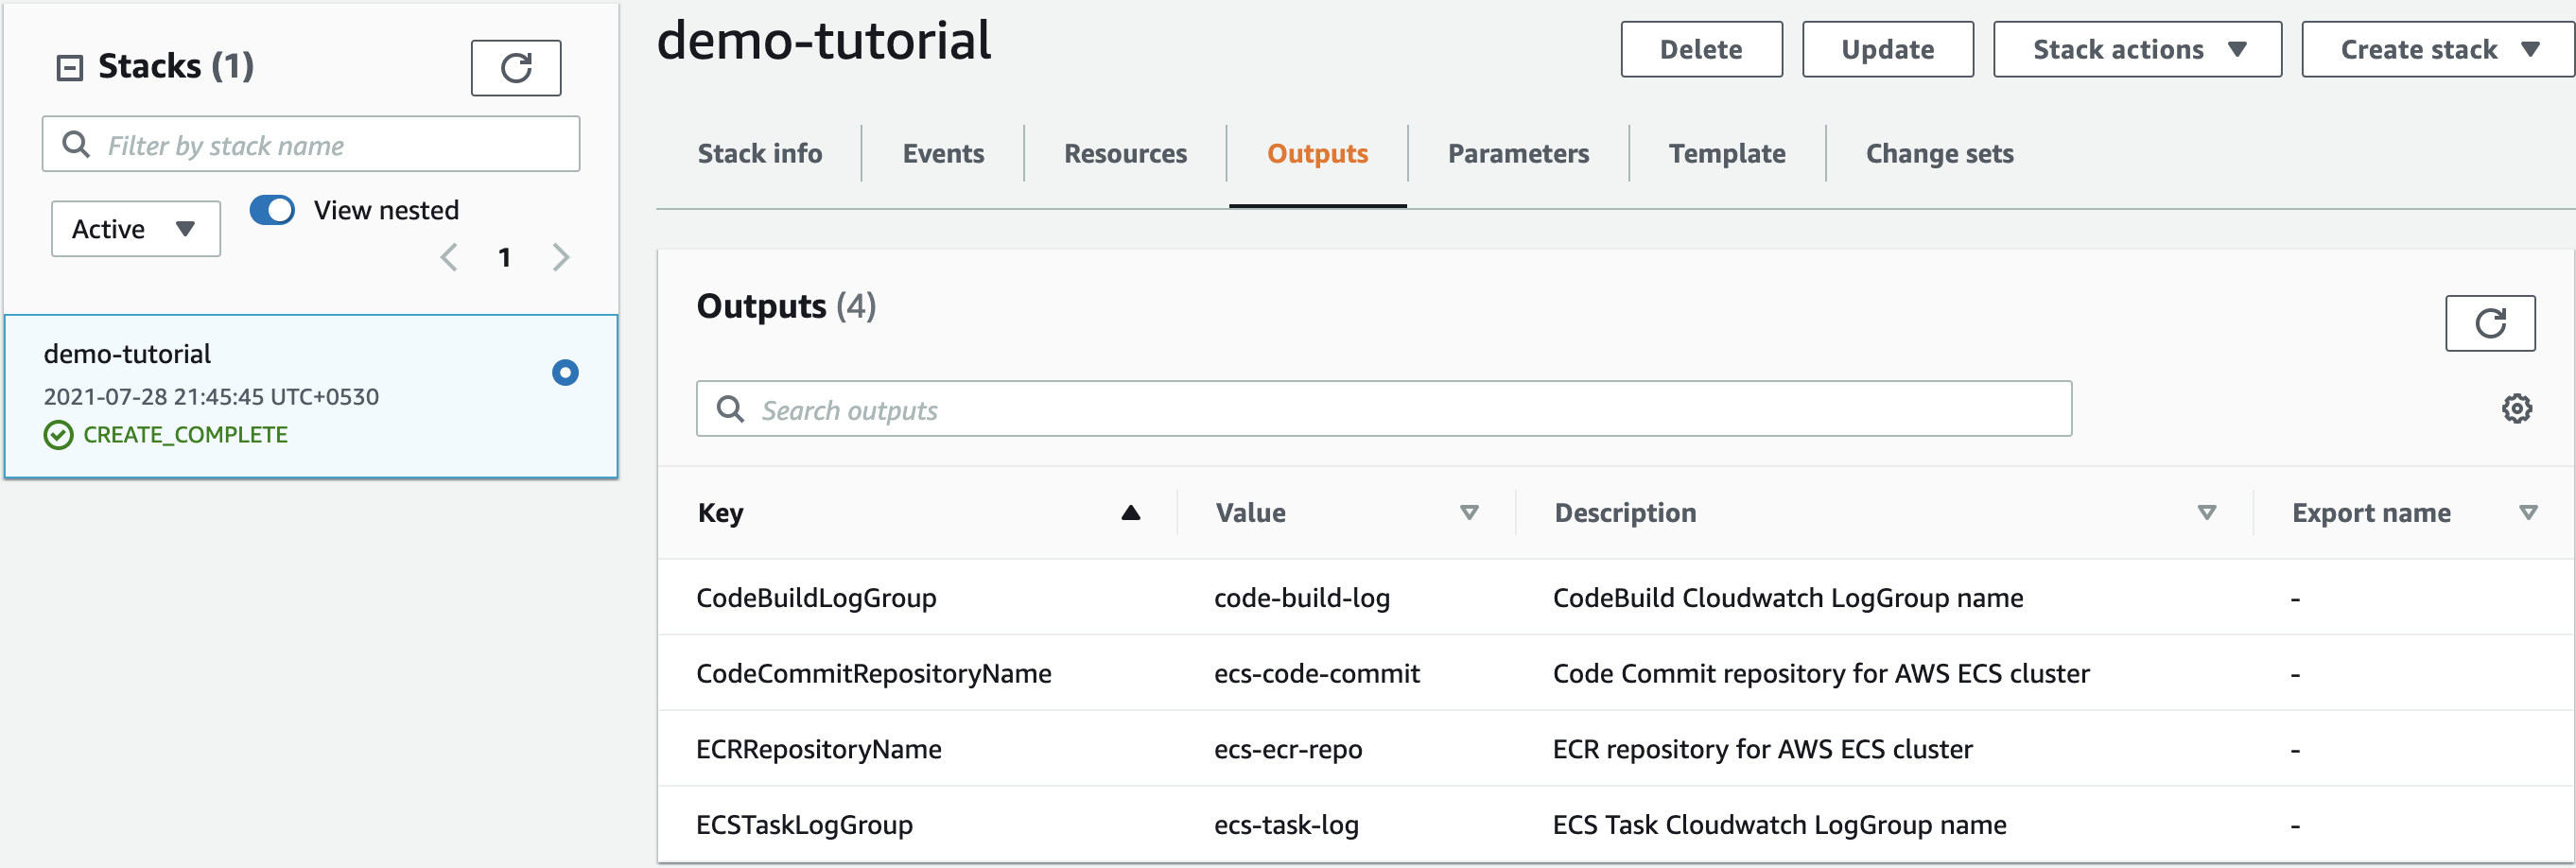 Stacks (1)
Filter by stack name
Active
View nested
1
demo-tutorial
2021-07-28 21:45:45 UTC+0530
CREATE_COMPLETE
demo-tutorial
Delete
Update
Stack actions
Create stack
Stack info
Events
Resources
Outputs
Parameters
Template
Change sets
Outputs (4)
Search outputs
Key Value Description Export name
CodeBuildLogGroup code-build-log CodeBuild Cloudwatch LogGroup name -
CodeCommitRepositoryName ecs-code-commit Code Commit repository for AWS ECS cluster -
ECRRepositoryName ecs-ecr-repo ECR repository for AWS ECS cluster -
ECSTaskLogGroup ecs-task-log ECS Task Cloudwatch LogGroup name -